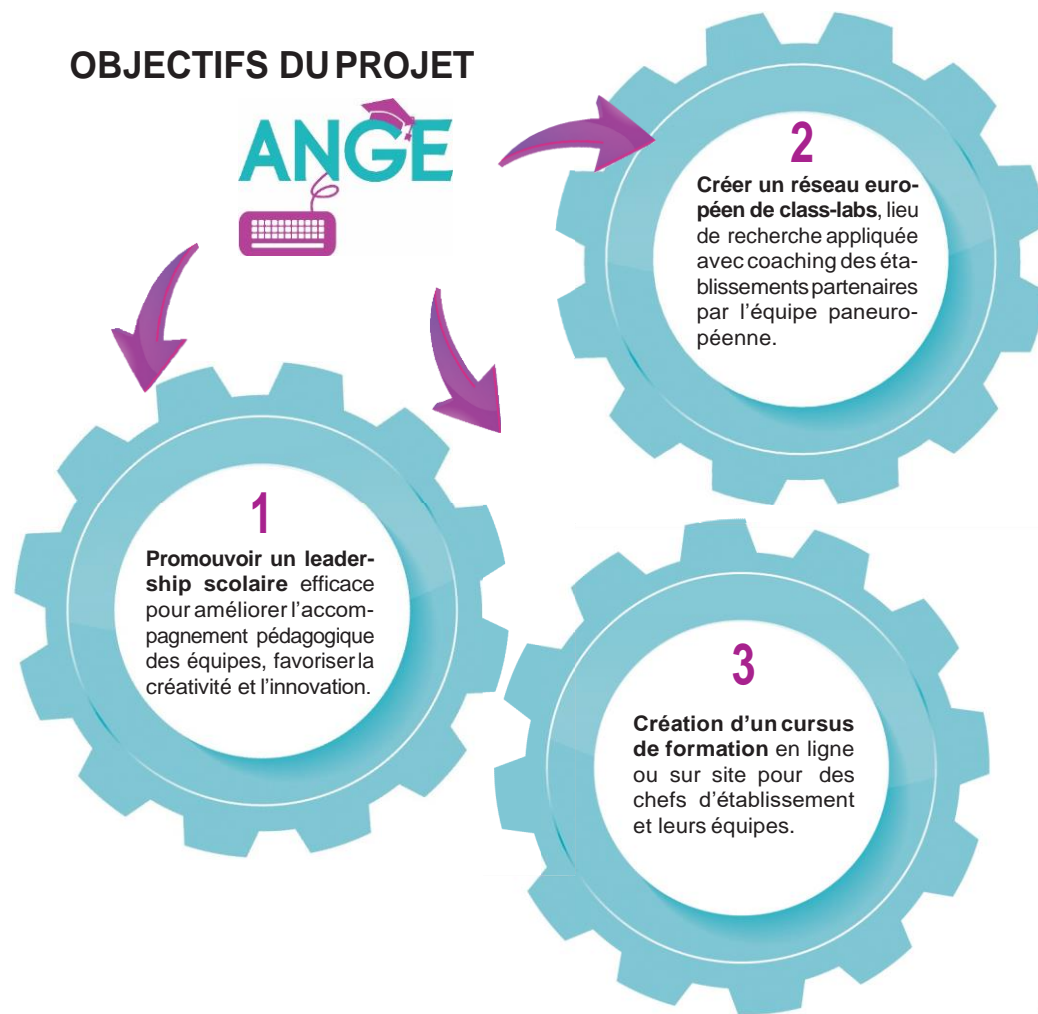 OBJECTIFS DU PROJET
ANGE
1
Promouvoir un leader-
ship scolaire efficace
pour améliorer l'accom-
pagnement pédagogique
des équipes, favoriser la
créativité et l'innovation.
2
Créer un réseau euro-
péen de class-labs, lieu
de recherche appliquée
avec coaching des éta-
blissements partenaires
par l'équipe paneuro-
péenne.
3
Création d'un cursus
de formation en ligne
ou sur site pour des
chefs d'établissement
et leurs équipes.